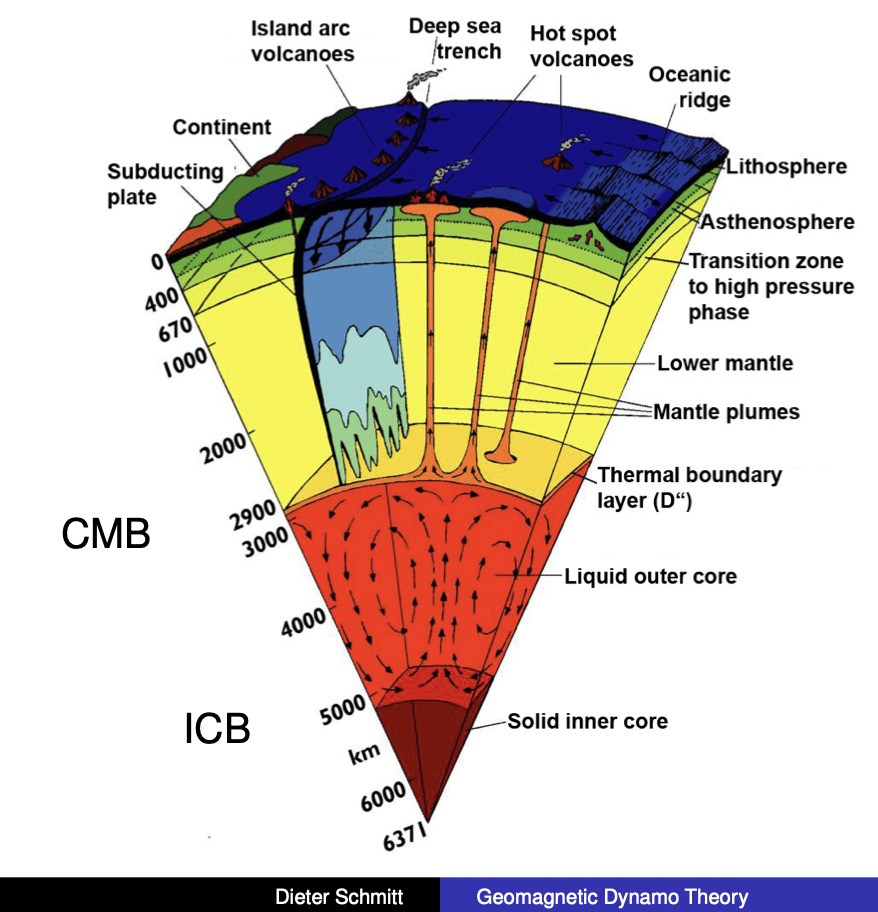 Island arc
volcanoes
Deep sea
trench
Hot spot
volcanoes
Oceanic
ridge
Continent
Subducting
plate
Lithosphere
Asthenosphere
Transition zone
to high pressure
phase
Lower mantle
Mantle plumes
Thermal boundary
layer (D“)
Liquid outer core
Solid inner core
0
400
670
1000
2000
2900
CMB
3000
4000
5000
ICB
km
6000
6371
Dieter Schmitt
Geomagnetic Dynamo Theory